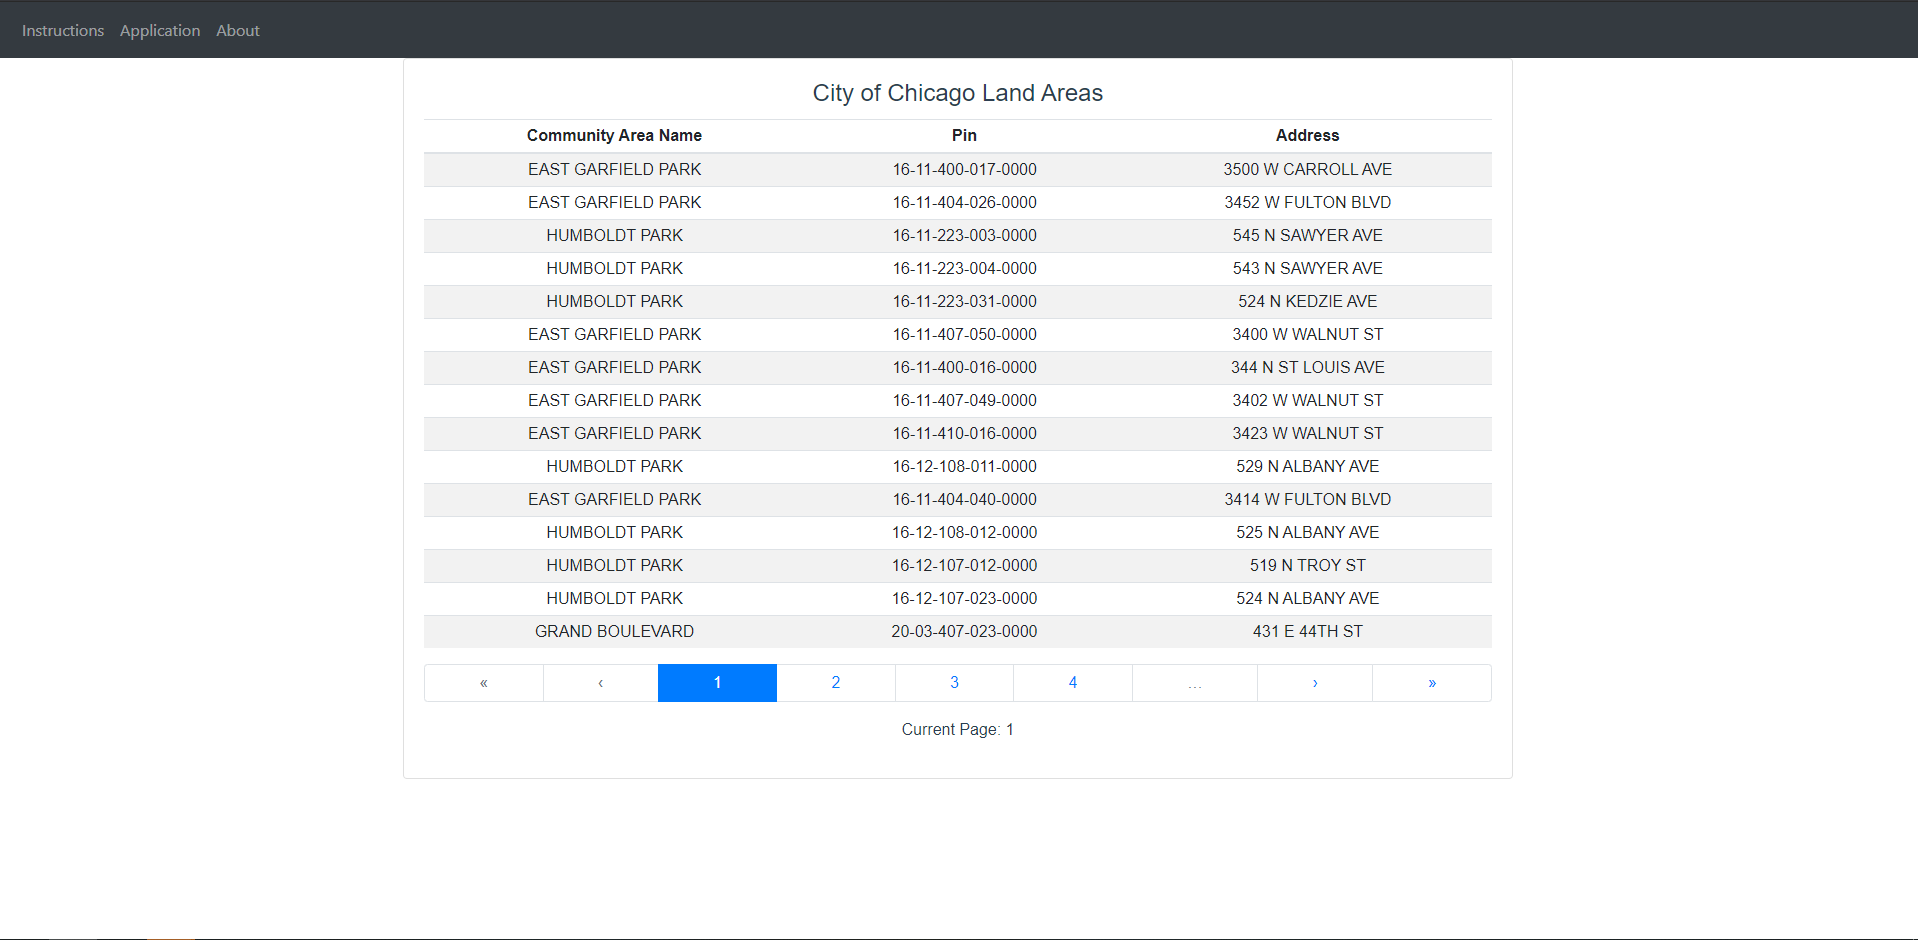 Instructions Application About
City of Chicago Land Areas
Community Area Name Pin Address
EAST GARFIELD PARK 16-11-400-017-0000 3500 W CARROLL AVE
EAST GARFIELD PARK 16-11-404-026-0000 3452 W FULTON BLVD
HUMBOLDT PARK 16-11-223-003-0000 545 N SAWYER AVE
HUMBOLDT PARK 16-11-223-004-0000 543 N SAWYER AVE
HUMBOLDT PARK 16-11-223-031-0000 524 N KEDZIE AVE
EAST GARFIELD PARK 16-11-407-050-0000 3400 W WALNUT ST
EAST GARFIELD PARK 16-11-400-016-0000 344 N ST LOUIS AVE
EAST GARFIELD PARK 16-11-407-049-0000 3402 W WALNUT ST
EAST GARFIELD PARK 16-11-410-016-0000 3423 W WALNUT ST
HUMBOLDT PARK 16-12-108-011-0000 529 N ALBANY AVE
EAST GARFIELD PARK 16-11-404-040-0000 3414 W FULTON BLVD
HUMBOLDT PARK 16-12-108-012-0000 525 N ALBANY AVE
HUMBOLDT PARK 16-12-107-012-0000 519 N TROY ST
HUMBOLDT PARK 16-12-107-023-0000 524 N ALBANY AVE
GRAND BOULEVARD 20-03-407-023-0000 431 E 44TH ST
« ‹ 1 2 3 4 … › »
Current Page: 1